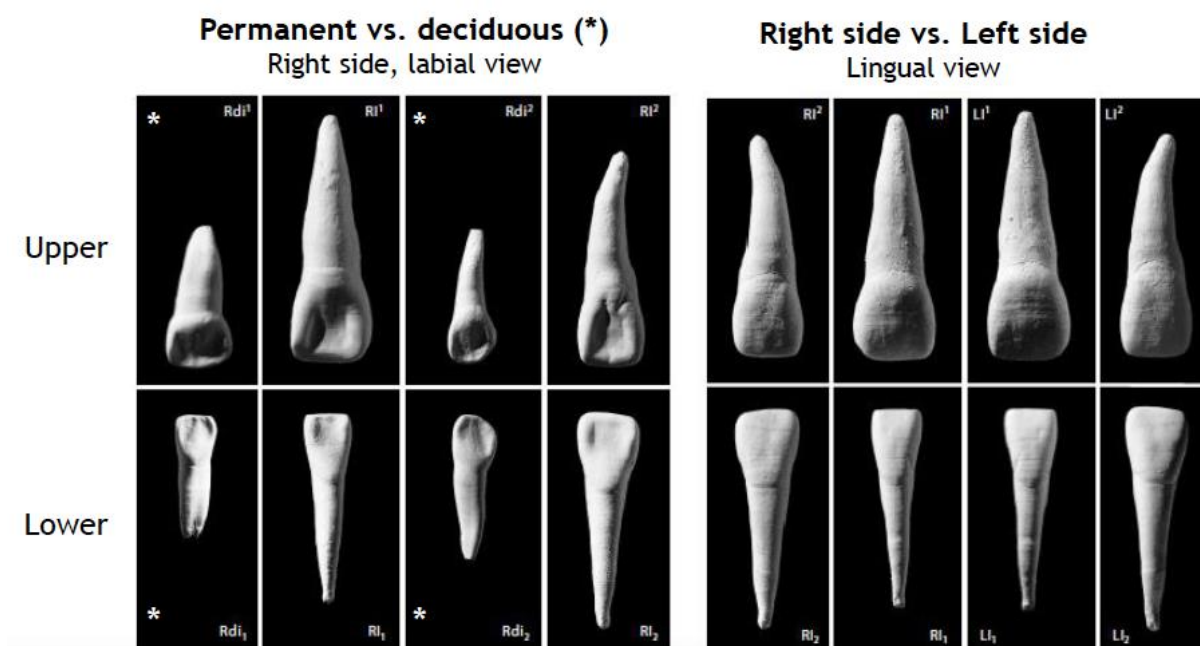 Permanent vs. deciduous (*)
Right side, labial view
Right side vs. Left side
Lingual view
Upper
* Rdi¹
RI¹
* Rdi²
RI²
RI²
RI¹
LI¹
LI²
Lower
* Rdi₁
RI₁
* Rdi₂
RI₂
RI₂
RI₁
LI₁
LI₂